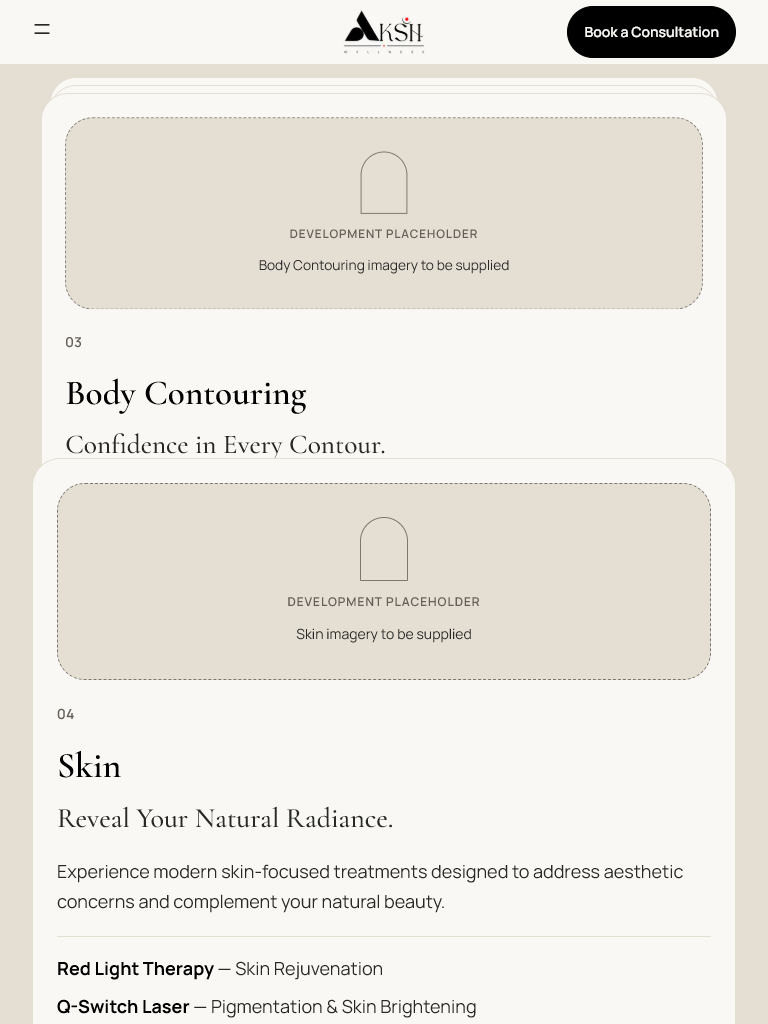 AKSH
WELLNESS
Book a Consultation
DEVELOPMENT PLACEHOLDER
Body Contouring imagery to be supplied
03
Body Contouring
Confidence in Every Contour.
DEVELOPMENT PLACEHOLDER
Skin imagery to be supplied
04
Skin
Reveal Your Natural Radiance.
Experience modern skin-focused treatments designed to address aesthetic
concerns and complement your natural beauty.
Red Light Therapy — Skin Rejuvenation
Q-Switch Laser — Pigmentation & Skin Brightening